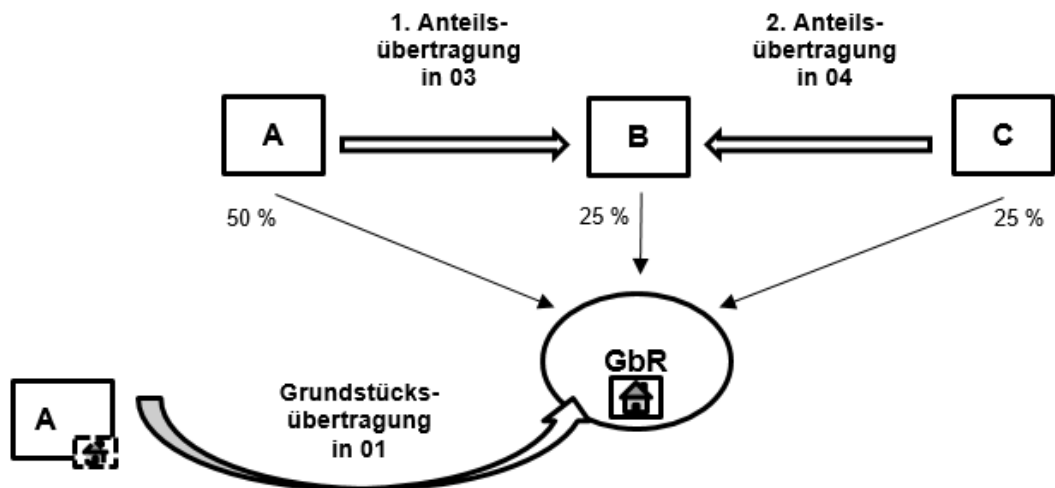 1. Anteils-
übertragung
in 03
2. Anteils-
übertragung
in 04
A
B
C
50 %
25 %
25 %
GbR
A
Grundstücks-
übertragung
in 01